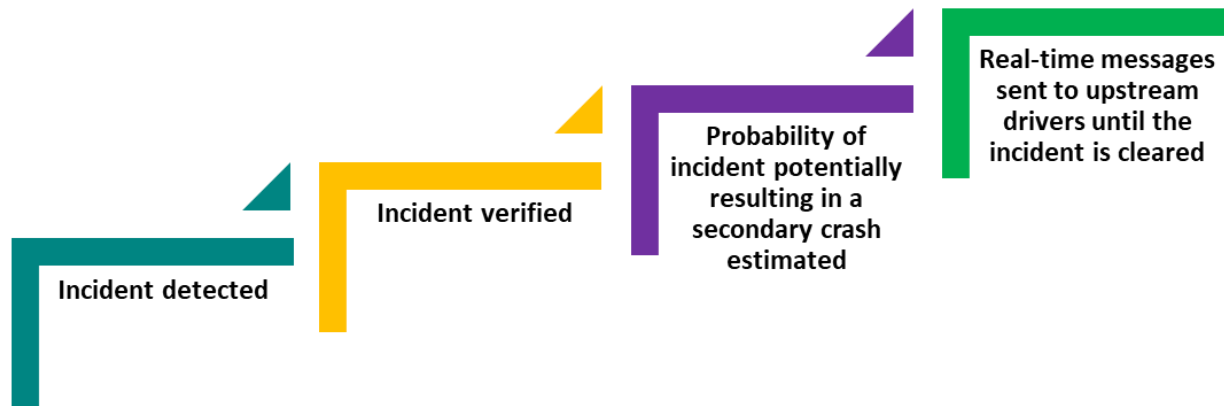 Incident detected
Incident verified
Probability of
incident potentially
resulting in a
secondary crash
estimated
Real-time messages
sent to upstream
drivers until the
incident is cleared